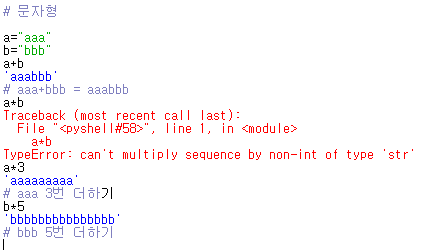 # 문자형
a="aaa"
b="bbb"
a+b
'aaabbb'
# aaa+bbb = aaabbb
a*b
Traceback (most recent call last):
  File "<pyshell#58>", line 1, in <module>
    a*b
TypeError: can't multiply sequence by non-int of type 'str'
a*3
'aaaaaaaaa'
# aaa 3번 더하기
b*5
'bbbbbbbbbbbbbbb'
# bbb 5번 더하기